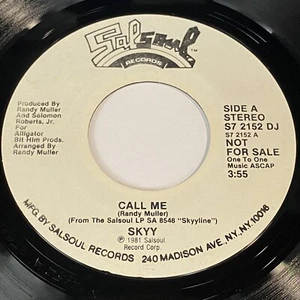 Salsoul
RECORDS
Produced By
Randy Muller
And Solomon
Roberts, Jr.
For
Alligator
Bit Him Prods.
Arranged By
Randy Muller
SIDE A
STEREO
S7 2152 DJ
S7 2152 A
NOT
FOR SALE
One To One
Music ASCAP
3:55
CALL ME
(Randy Muller)
(From The Salsoul LP SA 8548 "Skyyline")
SKYY
℗ 1981 Salsoul
Record Corp.
MFG. BY SALSOUL RECORDS 240 MADISON AVE., NY, NY 10016